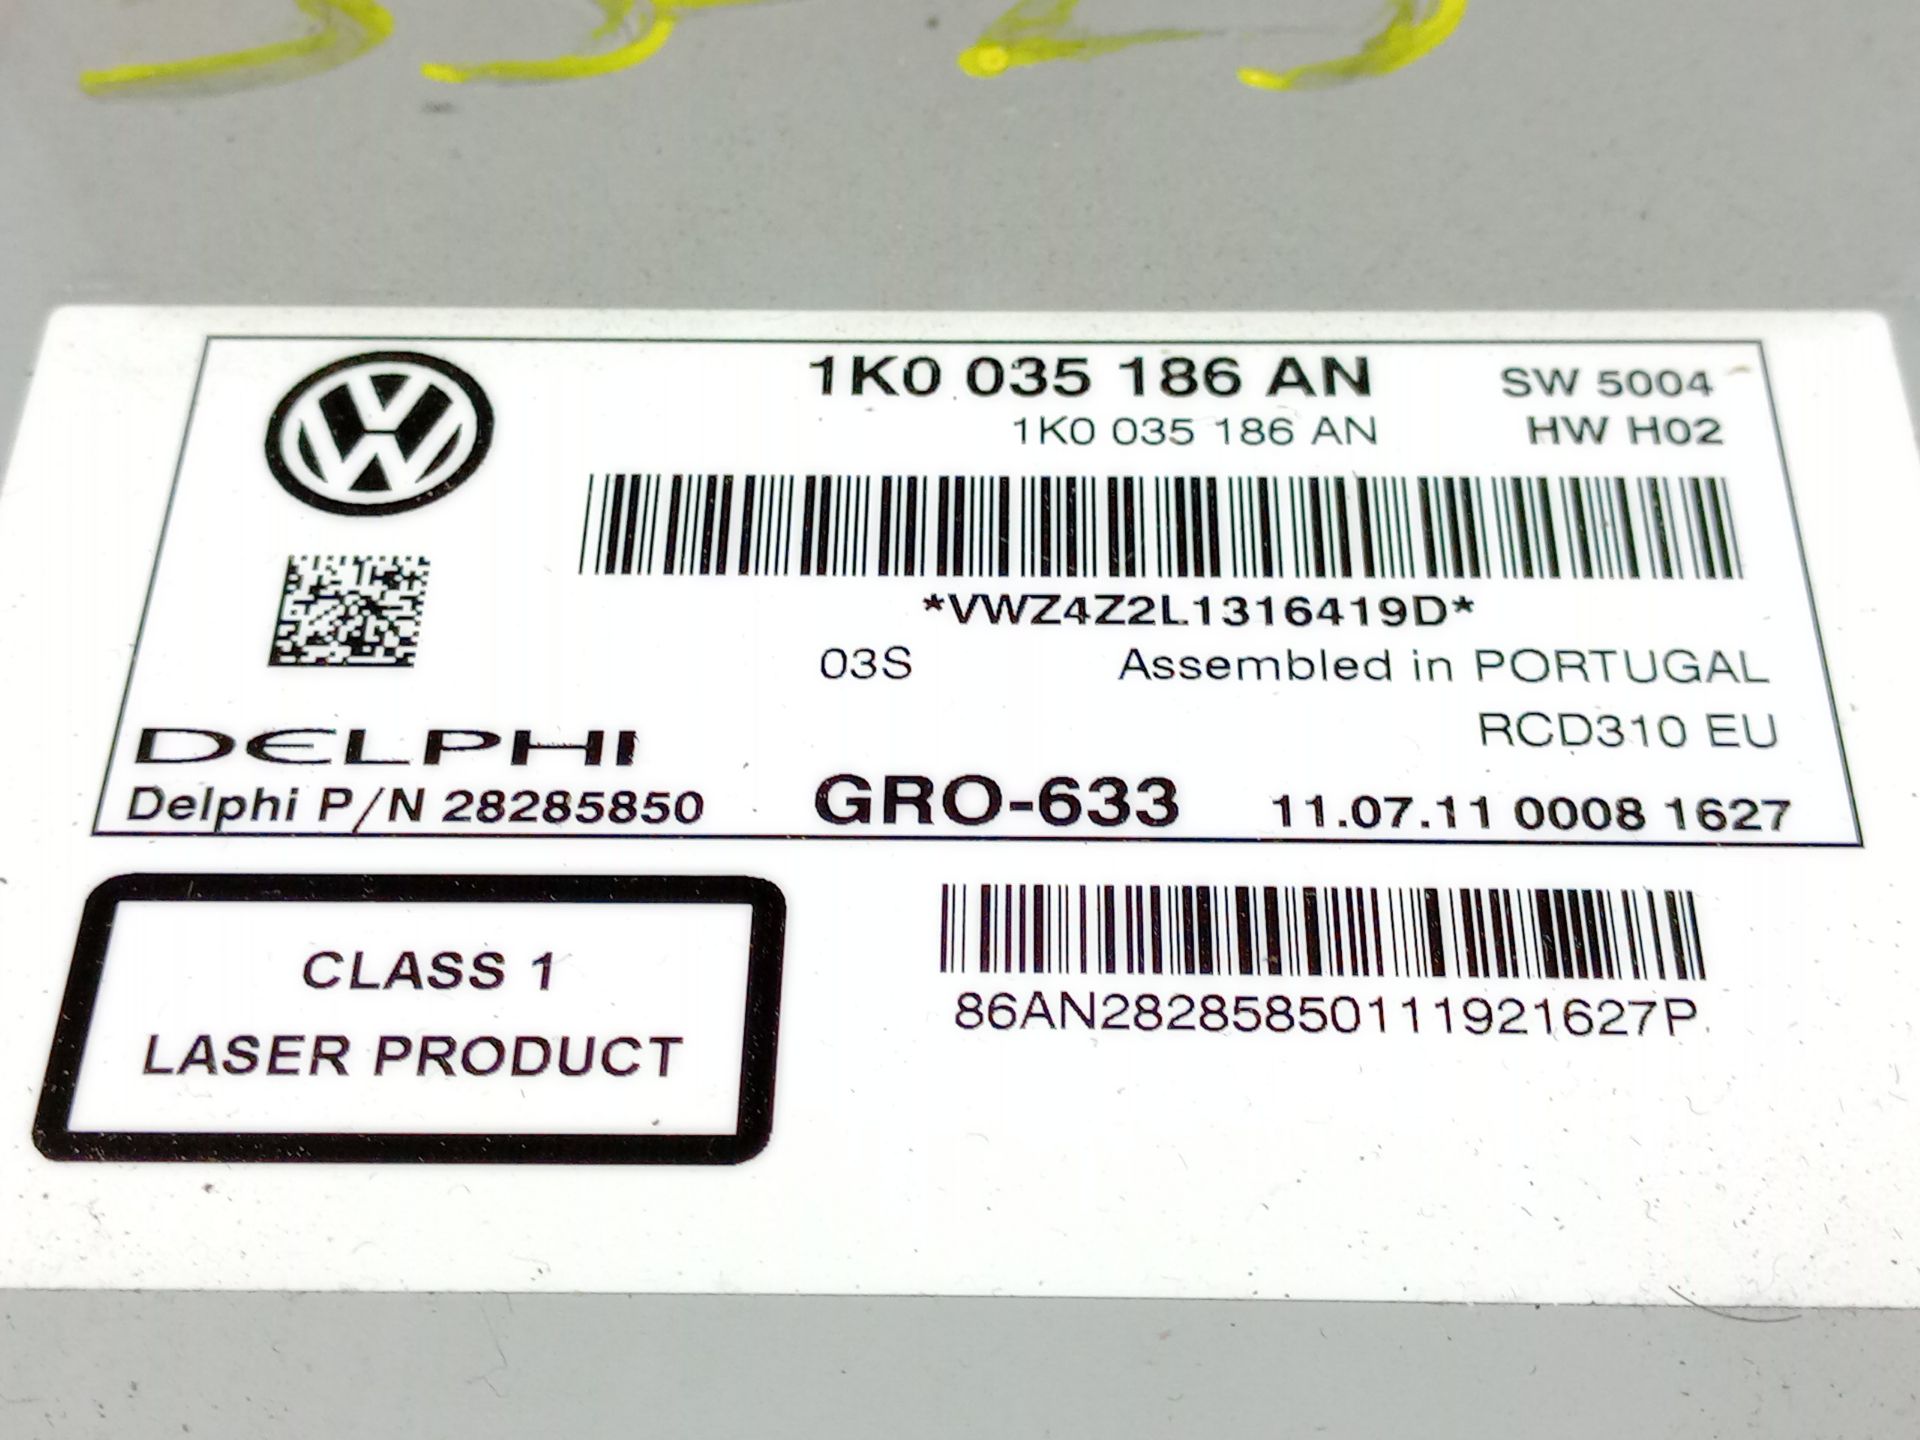 1K0 035 186 AN SW 5004
1K0 035 186 AN HW H02
*VWZ4Z2L1316419D*
03S Assembled in PORTUGAL
RCD310 EU
DELPHI
Delphi P/N 28285850 GRO-633 11.07.11 0008 1627
CLASS 1
LASER PRODUCT
86AN28285850111921627P